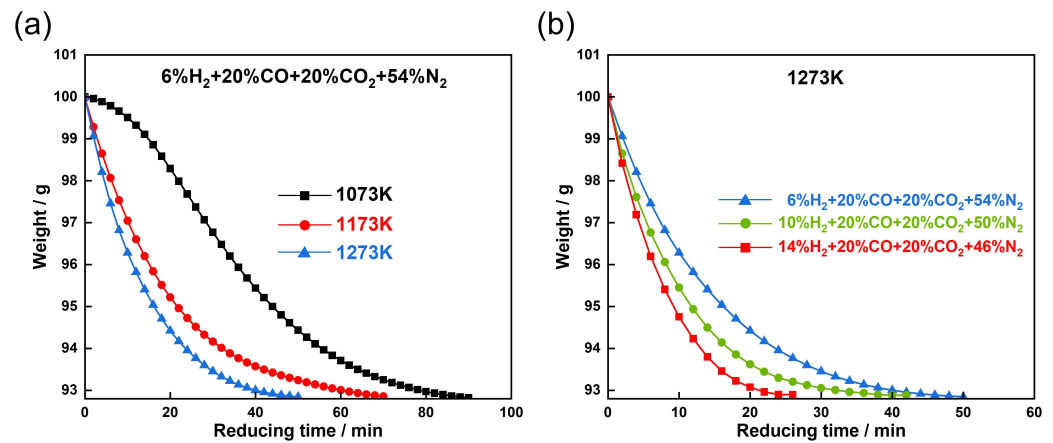 (a)
6%H₂+20%CO+20%CO₂+54%N₂
1073K
1173K
1273K
Weight / g
101
100
99
98
97
96
95
94
93
0
20
40
60
80
100
Reducing time / min
(b)
1273K
6%H₂+20%CO+20%CO₂+54%N₂
10%H₂+20%CO+20%CO₂+50%N₂
14%H₂+20%CO+20%CO₂+46%N₂
Weight / g
101
100
99
98
97
96
95
94
93
0
10
20
30
40
50
60
Reducing time / min